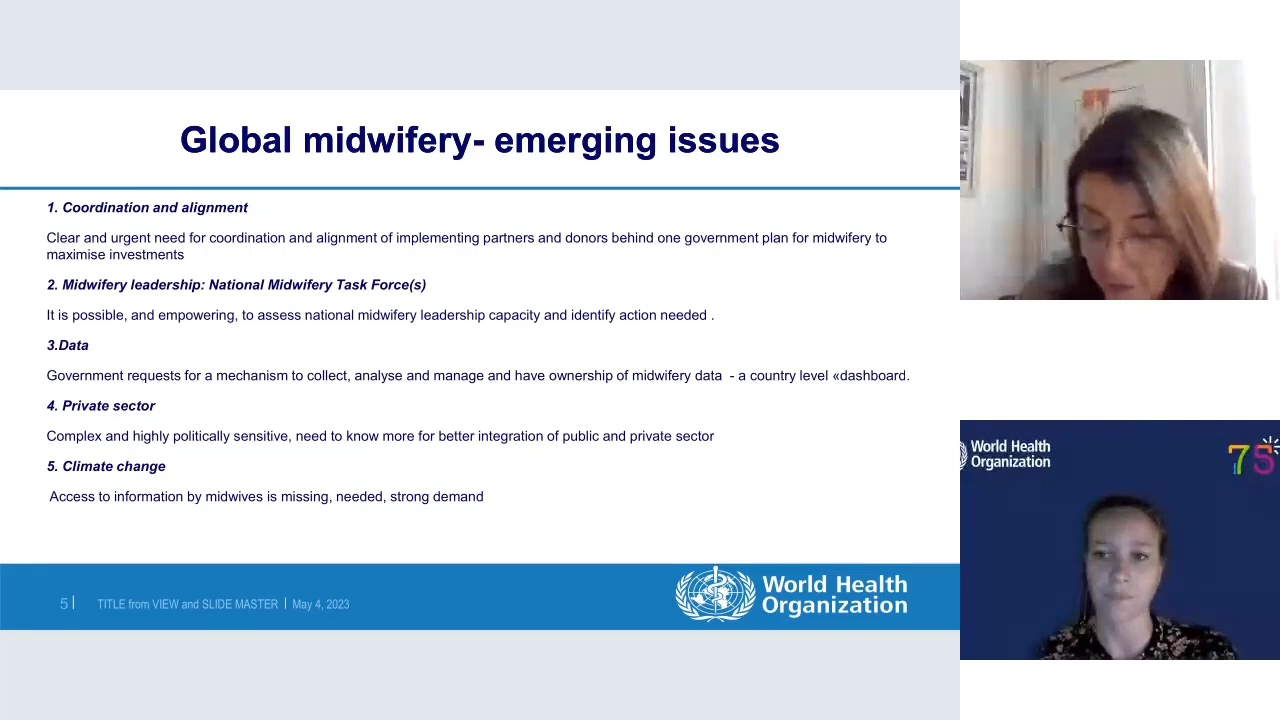 Global midwifery- emerging issues
1. Coordination and alignment
Clear and urgent need for coordination and alignment of implementing partners and donors behind one government plan for midwifery to
maximise investments
2. Midwifery leadership: National Midwifery Task Force(s)
It is possible, and empowering, to assess national midwifery leadership capacity and identify action needed .
3.Data
Government requests for a mechanism to collect, analyse and manage and have ownership of midwifery data  - a country level «dashboard.
4. Private sector
Complex and highly politically sensitive, need to know more for better integration of public and private sector
5. Climate change
Access to information by midwives is missing, needed, strong demand
5 | TITLE from VIEW and SLIDE MASTER | May 4, 2023
World Health
Organization
World Health
Organization
75